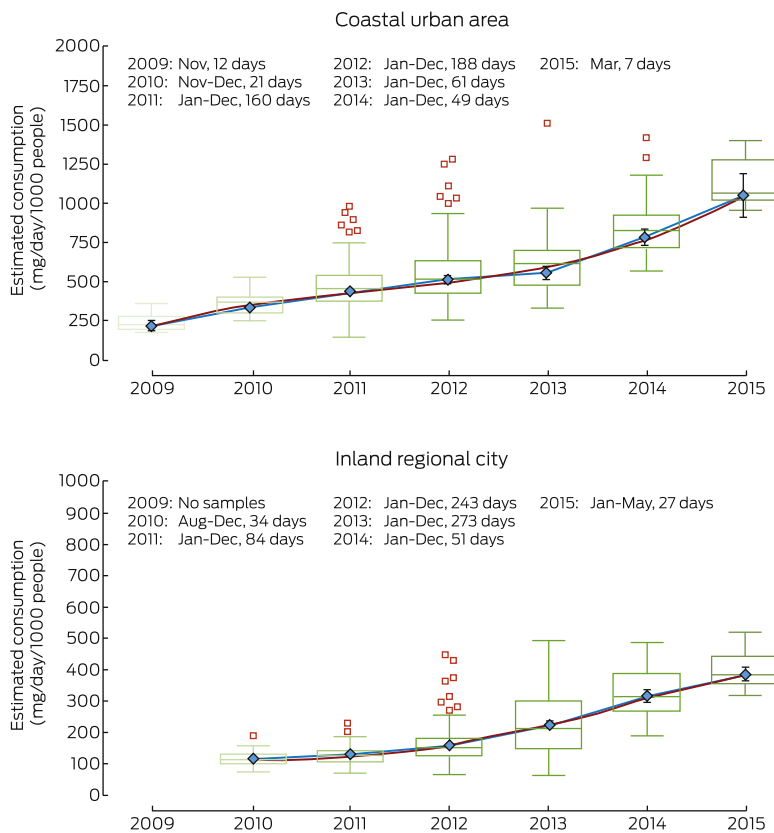 Coastal urban area
2000
1750
1500
1250
1000
750
500
250
0
Estimated consumption
(mg/day/1000 people)
2009: Nov, 12 days
2010: Nov-Dec, 21 days
2011: Jan-Dec, 160 days
2012: Jan-Dec, 188 days
2013: Jan-Dec, 61 days
2014: Jan-Dec, 49 days
2015: Mar, 7 days
2009 2010 2011 2012 2013 2014 2015
Inland regional city
1000
900
800
700
600
500
400
300
200
100
0
Estimated consumption
(mg/day/1000 people)
2009: No samples
2010: Aug-Dec, 34 days
2011: Jan-Dec, 84 days
2012: Jan-Dec, 243 days
2013: Jan-Dec, 273 days
2014: Jan-Dec, 51 days
2015: Jan-May, 27 days
2009 2010 2011 2012 2013 2014 2015